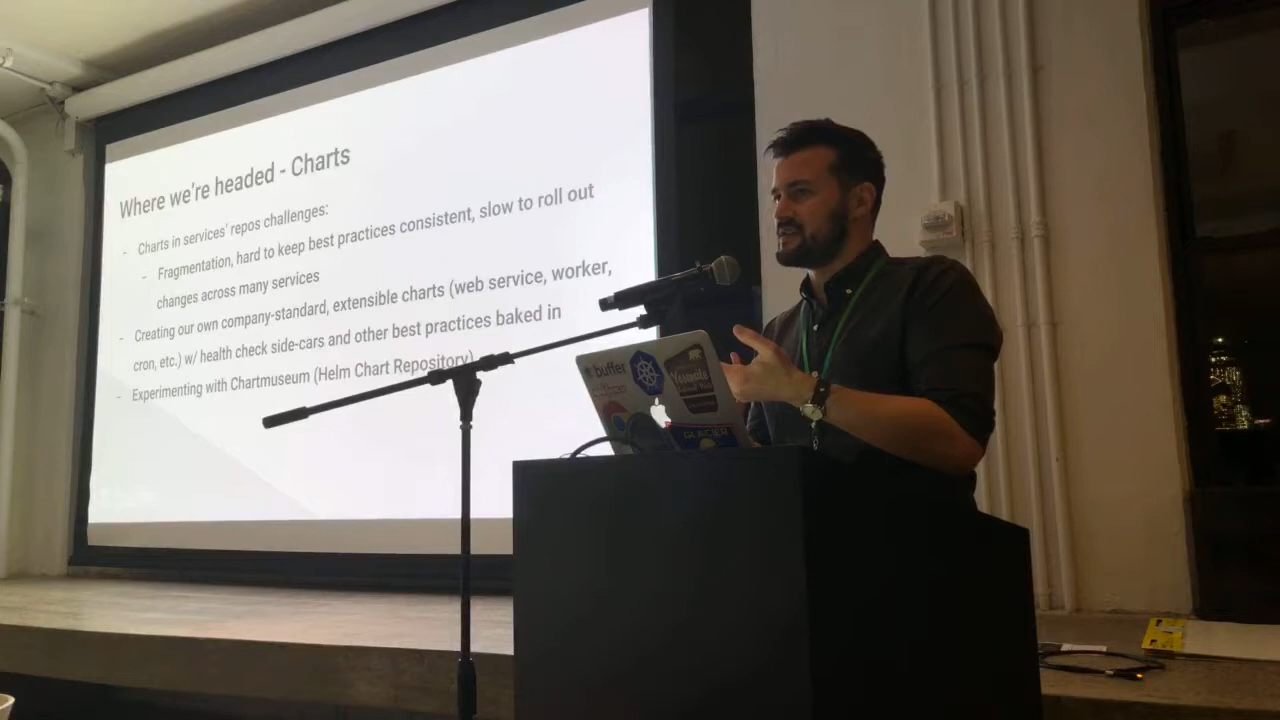 Where we're headed - Charts
- Charts in services' repos challenges:
- Fragmentation, hard to keep best practices consistent, slow to roll out
changes across many services
- Creating our own company-standard, extensible charts (web service, worker,
cron, etc.) w/ health check side-cars and other best practices baked in
- Experimenting with Chartmuseum (Helm Chart Repository)
buffer
GLACIER